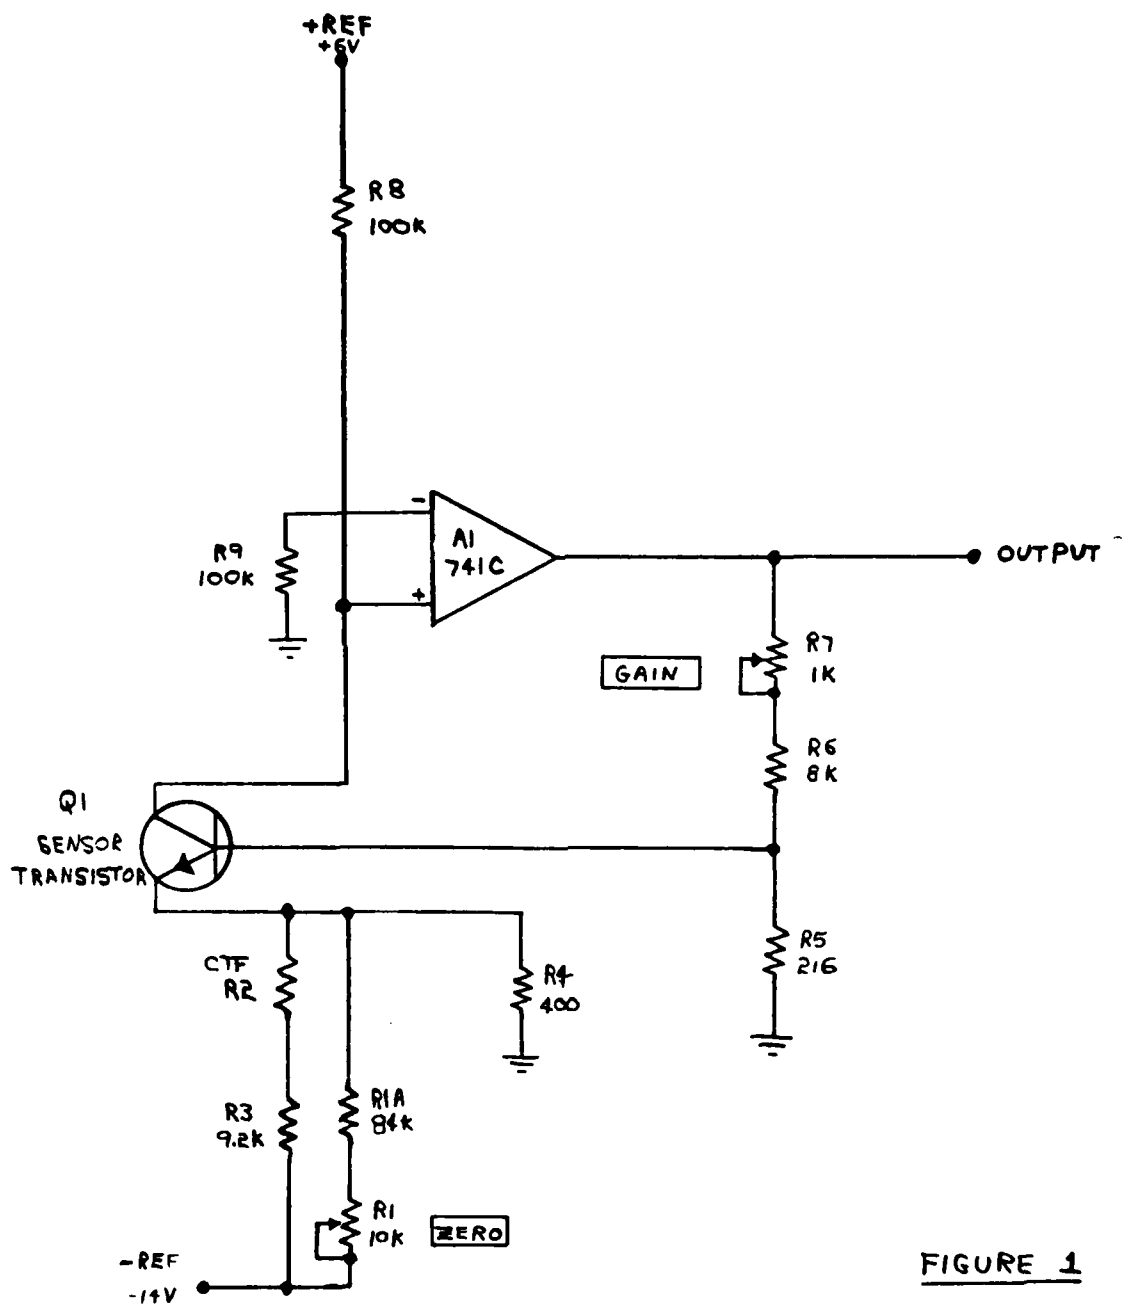 +REF
+6V
R8
100K
-
A1
741C
+
R9
100K
OUTPUT
R7
1K
GAIN
R6
8K
Q1
SENSOR
TRANSISTOR
R5
216
CTF
R2
R4
400
R3
9.2K
R1A
84K
R1
10K
ZERO
-REF
-14V
FIGURE 1